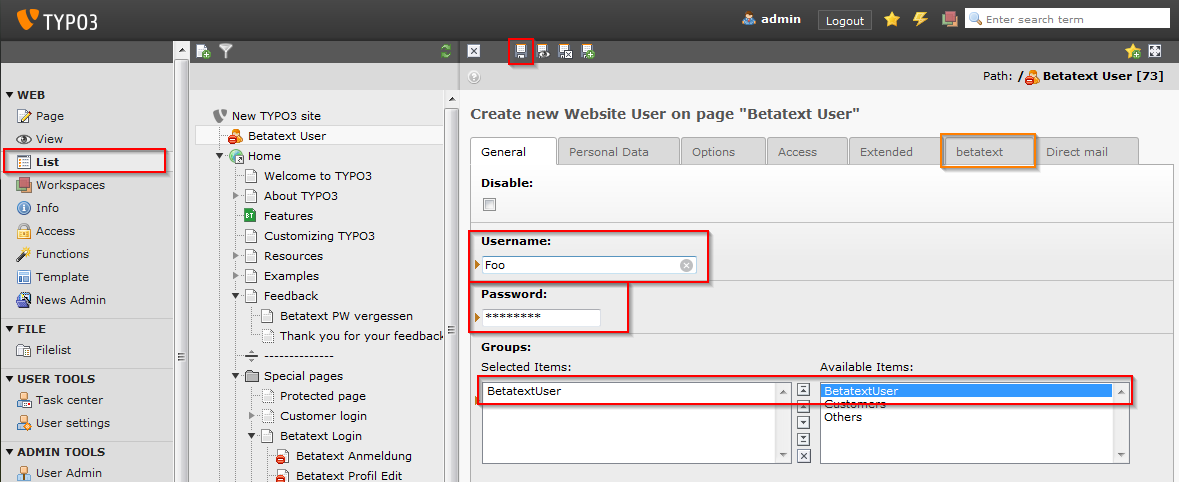 TYPO3
admin
Logout
Enter search term
WEB
Page
View
List
Workspaces
Info
Access
Functions
Template
News Admin
FILE
Filelist
USER TOOLS
Task center
User settings
ADMIN TOOLS
User Admin
New TYPO3 site
Betatext User
Home
Welcome to TYPO3
About TYPO3
BT
Features
Customizing TYPO3
Resources
Examples
Feedback
Betatext PW vergessen
Thank you for your feedback
--------------
Special pages
Protected page
Customer login
Betatext Login
Betatext Anmeldung
Betatext Profil Edit
Path: / Betatext User [73]
Create new Website User on page "Betatext User"
General
Personal Data
Options
Access
Extended
betatext
Direct mail
Disable:
Username:
Foo
Password:
********
Groups:
Selected Items:
BetatextUser
Available Items:
BetatextUser
Customers
Others